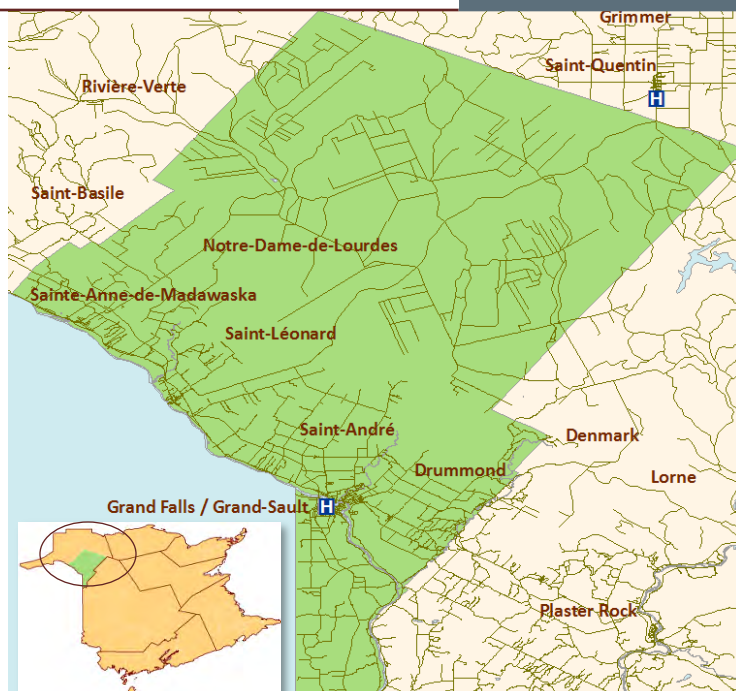 Grimmer
Saint-Quentin
Rivière-Verte
H
Saint-Basile
Notre-Dame-de-Lourdes
Sainte-Anne-de-Madawaska
Saint-Léonard
Saint-André
Denmark
Drummond
Lorne
Grand Falls / Grand-Sault H
Plaster Rock